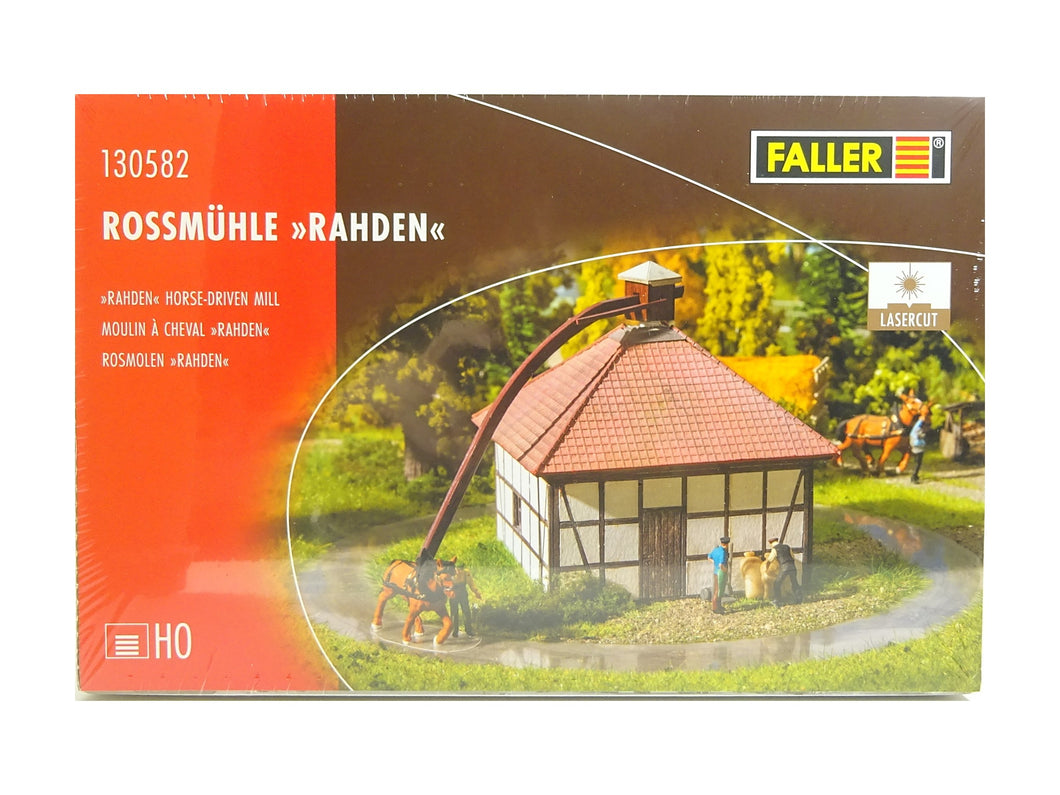 130582
ROSSMÜHLE »RAHDEN«
»RAHDEN« HORSE-DRIVEN MILL
MOULIN À CHEVAL »RAHDEN«
ROSMOLEN »RAHDEN«
H0
FALLER®
LASERCUT